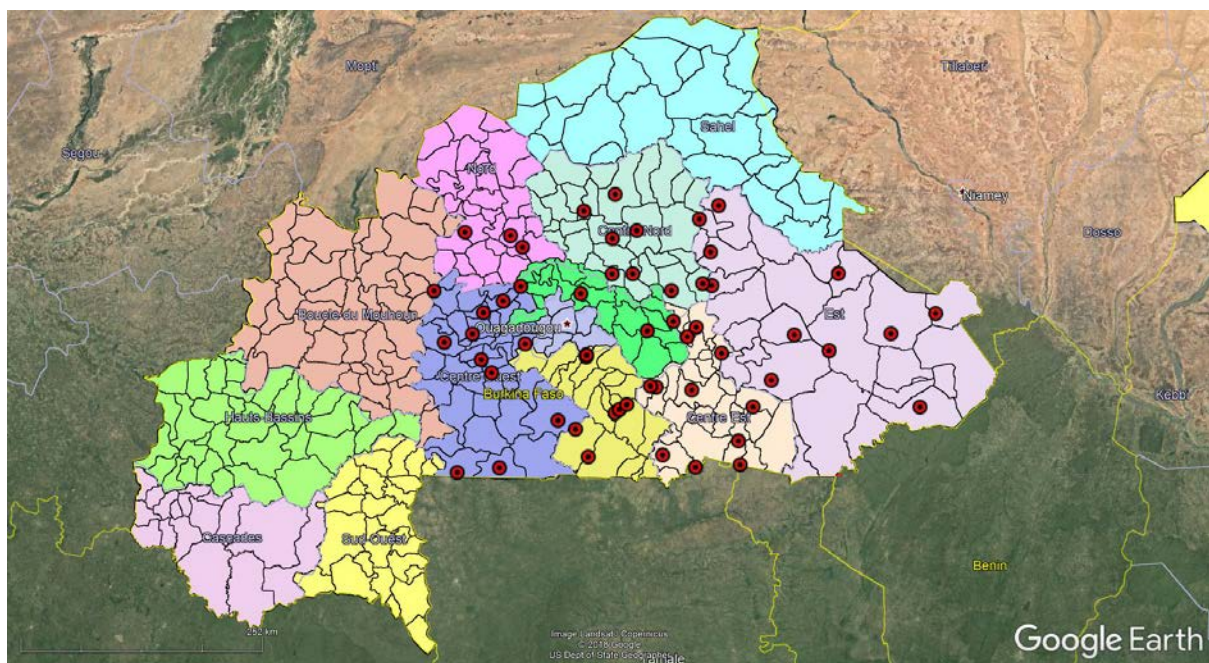 Mopti
Tillaberi
Segou
Sahel
Nord
Niamey
Centre Nord
Dosso
Boucle du Mouhoun
Ouagadougou
Est
Centre Ouest
Burkina Faso
Kebbi
Hauts-Bassins
Centre Est
Cascades
Sud-Ouest
Benin
252 km
Image Landsat / Copernicus
© 2018 Google
US Dept of State Geographer
Tamale
Google Earth